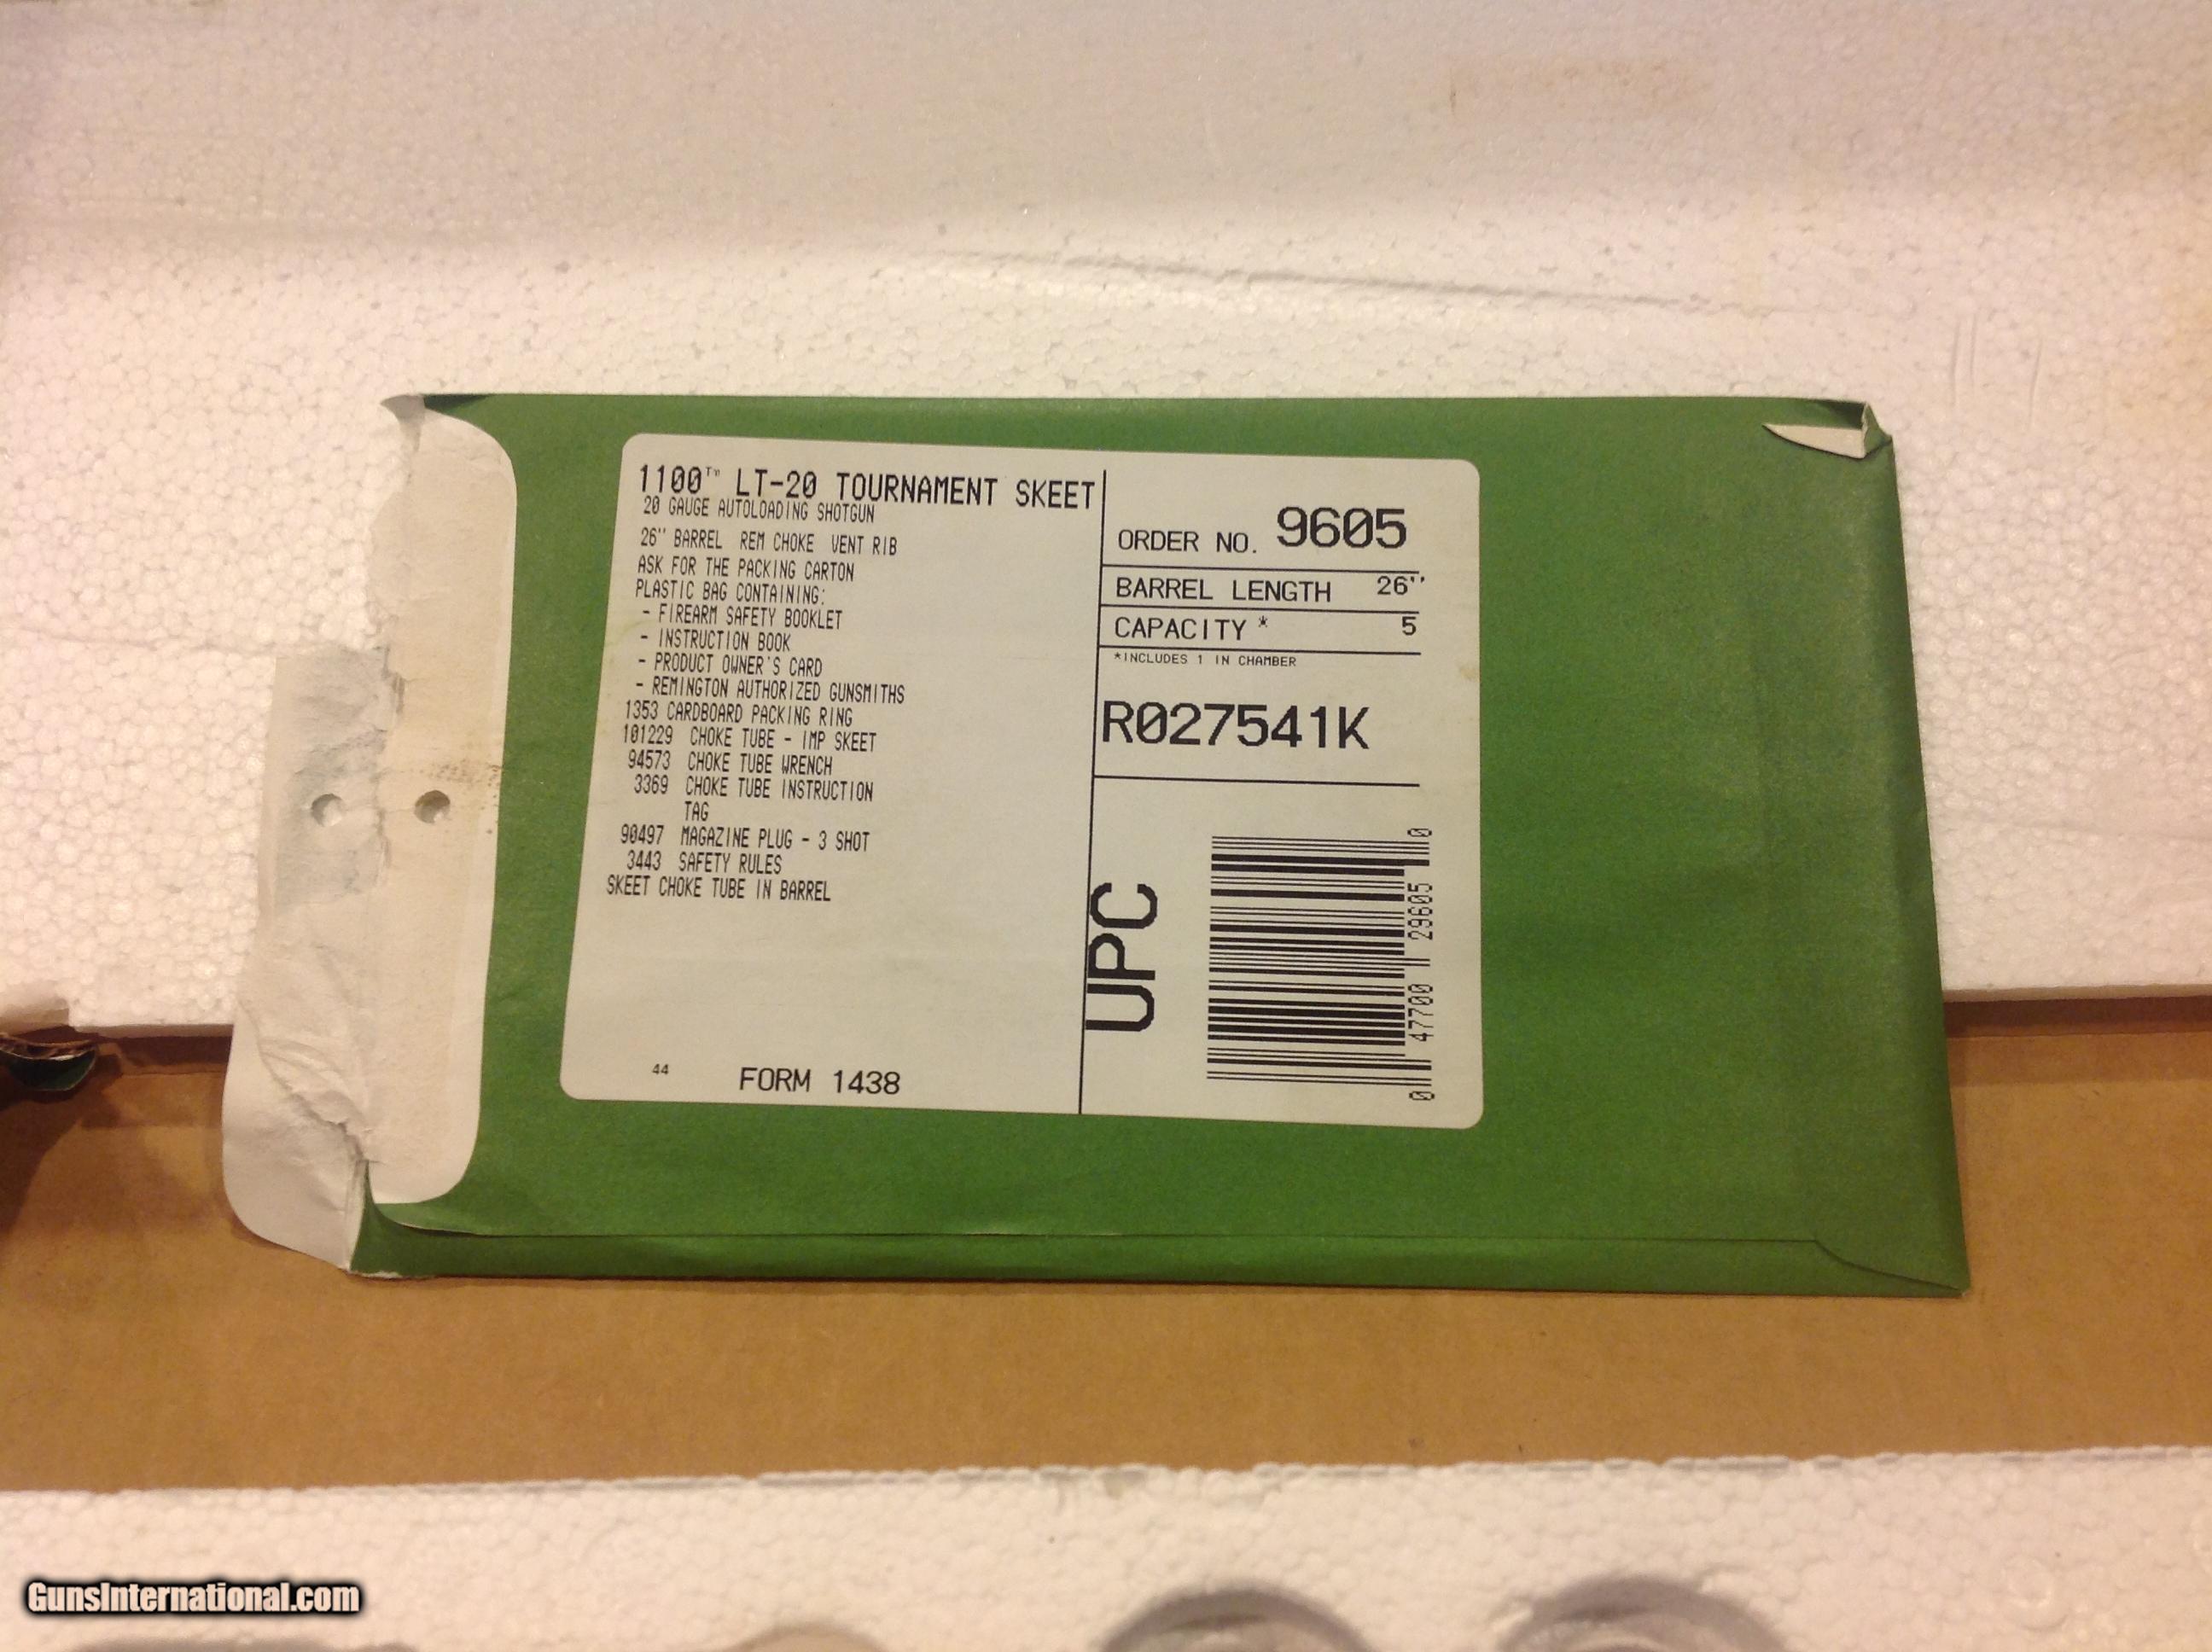 1100™ LT-20 TOURNAMENT SKEET
20 GAUGE AUTOLOADING SHOTGUN
26" BARREL REM CHOKE VENT RIB
ASK FOR THE PACKING CARTON
PLASTIC BAG CONTAINING:
- FIREARM SAFETY BOOKLET
- INSTRUCTION BOOK
- PRODUCT OWNER'S CARD
- REMINGTON AUTHORIZED GUNSMITHS
1353 CARDBOARD PACKING RING
101229 CHOKE TUBE - IMP SKEET
94573 CHOKE TUBE WRENCH
3369 CHOKE TUBE INSTRUCTION
TAG
90497 MAGAZINE PLUG - 3 SHOT
3443 SAFETY RULES
SKEET CHOKE TUBE IN BARREL
44 FORM 1438
ORDER NO. 9605
BARREL LENGTH 26"
CAPACITY * 5
*INCLUDES 1 IN CHAMBER
R027541K
UPC
0 47700 29605 0
GunsInternational.com